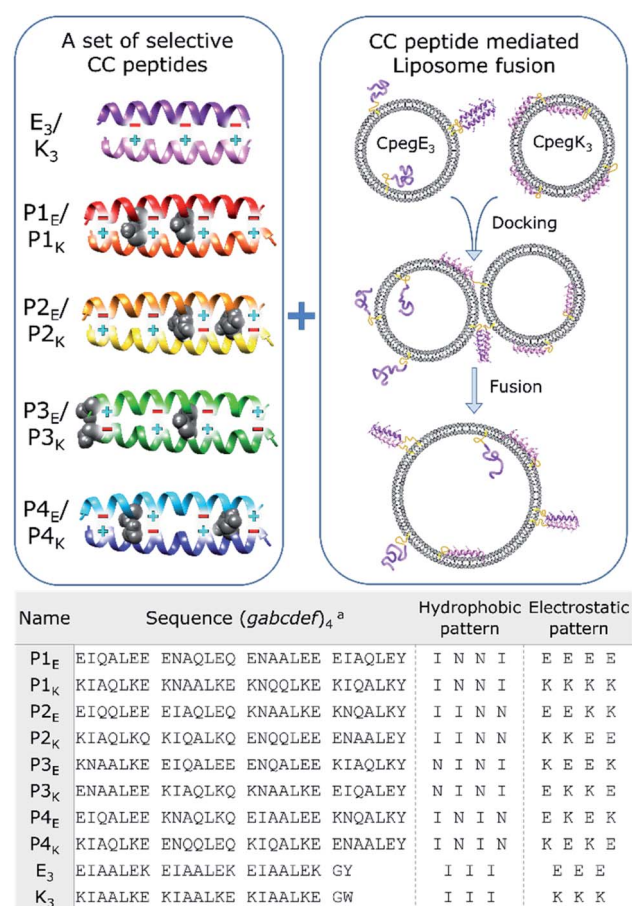 A set of selective
CC peptides
E3/
K3
P1E/
P1K
P2E/
P2K
P3E/
P3K
P4E/
P4K
+
CC peptide mediated
Liposome fusion
CpegE3
CpegK3
Docking
Fusion
Name Sequence (gabcdef)4 a Hydrophobic pattern Electrostatic pattern
P1E EIQALEE ENAQLEQ ENAALEE EIAQLEY I N N I E E E E
P1K KIAQLKE KNAALKE KNQQLKE KIQALKY I N N I K K K K
P2E EIQQLEE EIAQLEQ KNAALKE KNQALKY I I N N E E K K
P2K KIAQLKQ KIQALKQ ENQQLEE ENAALEY I I N N K K E E
P3E KNAALKE EIQALEE ENQALEE KIAQLKY N I N I K E E K
P3K ENAALEE KIAQLKQ KNAALKE EIQALEY N I N I E K K E
P4E EIQALEE KNAQLKQ EIAALEE KNQALKY I N I N E K E K
P4K KIAQLKE ENQQLEQ KIQALKE ENAALEY I N I N K E K E
E3 EIAALEK EIAALEK EIAALEK GY I I I E E E
K3 KIAALKE KIAALKE KIAALKE GW I I I K K K